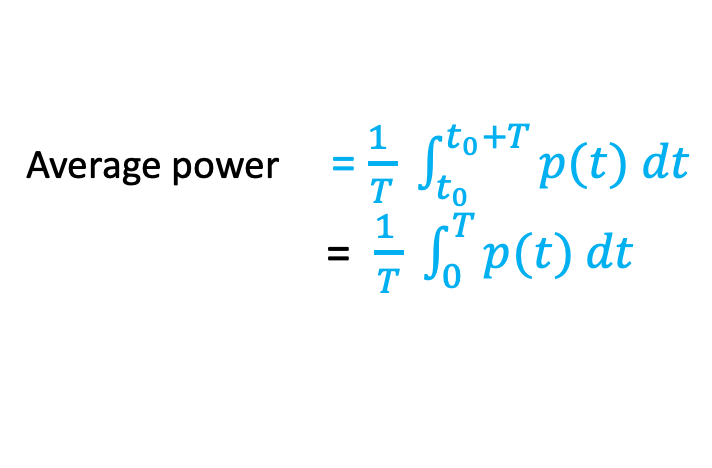 Average power = 1/T ∫_{t₀}^{t₀+T} p(t) dt
= 1/T ∫_0^T p(t) dt